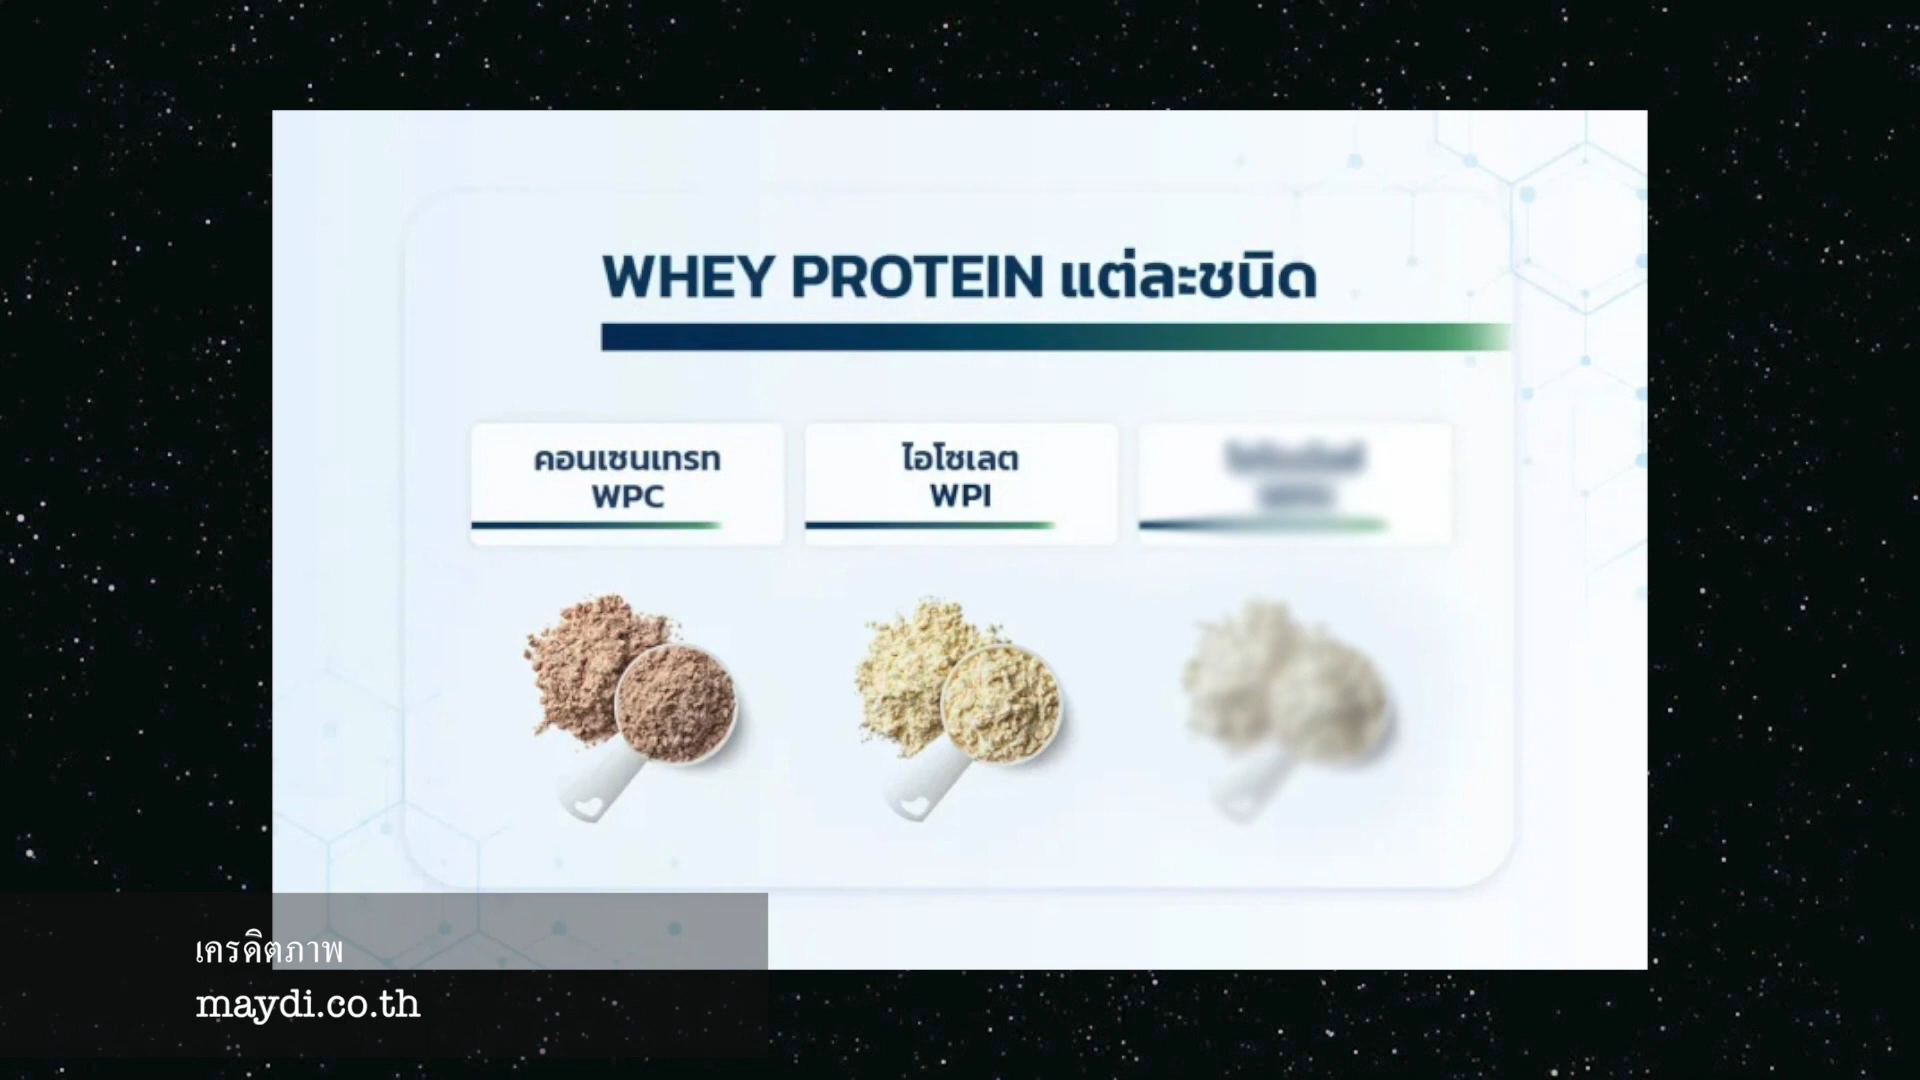 WHEY PROTEIN แต่ละชนิด
คอนเซนเทรท
WPC
ไอโซเลต
WPI
เครดิตภาพ
maydi.co.th